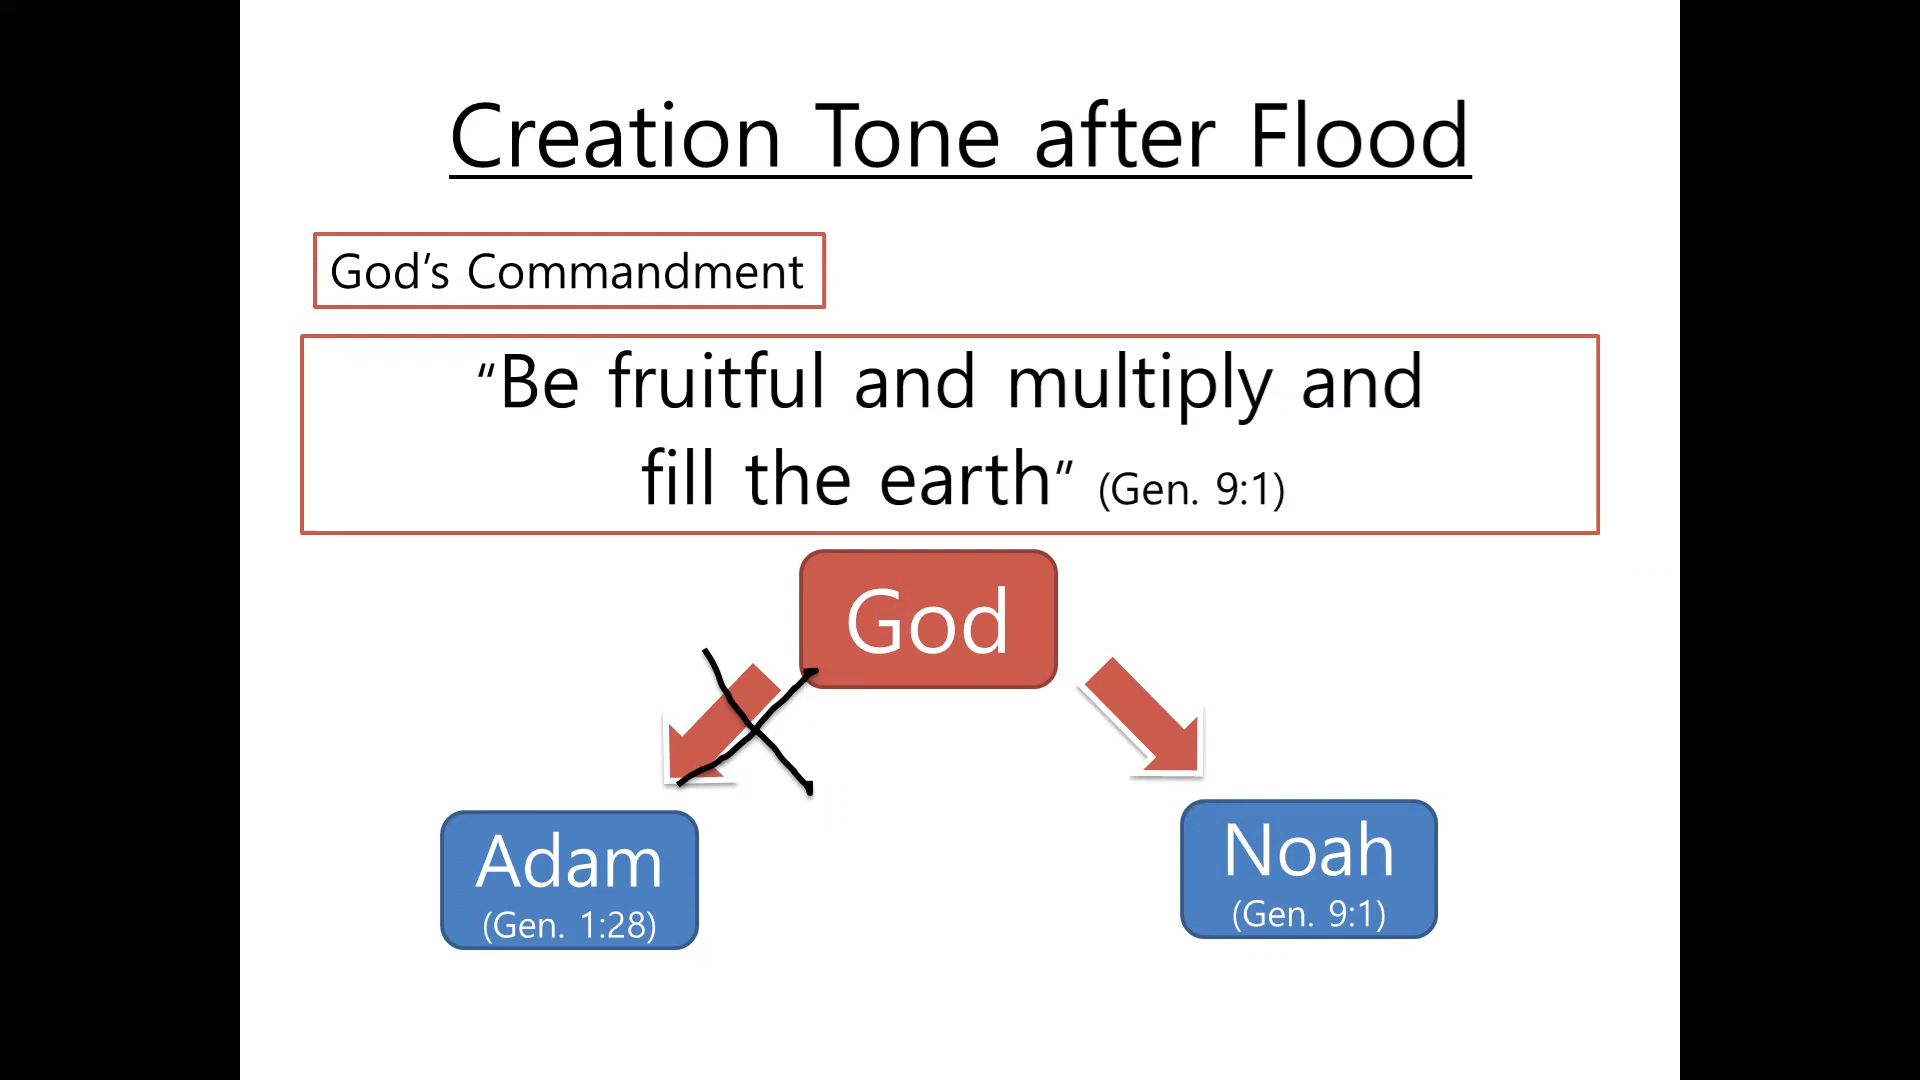 Creation Tone after Flood
God’s Commandment
“Be fruitful and multiply and
fill the earth” (Gen. 9:1)
God
Adam
(Gen. 1:28)
Noah
(Gen. 9:1)